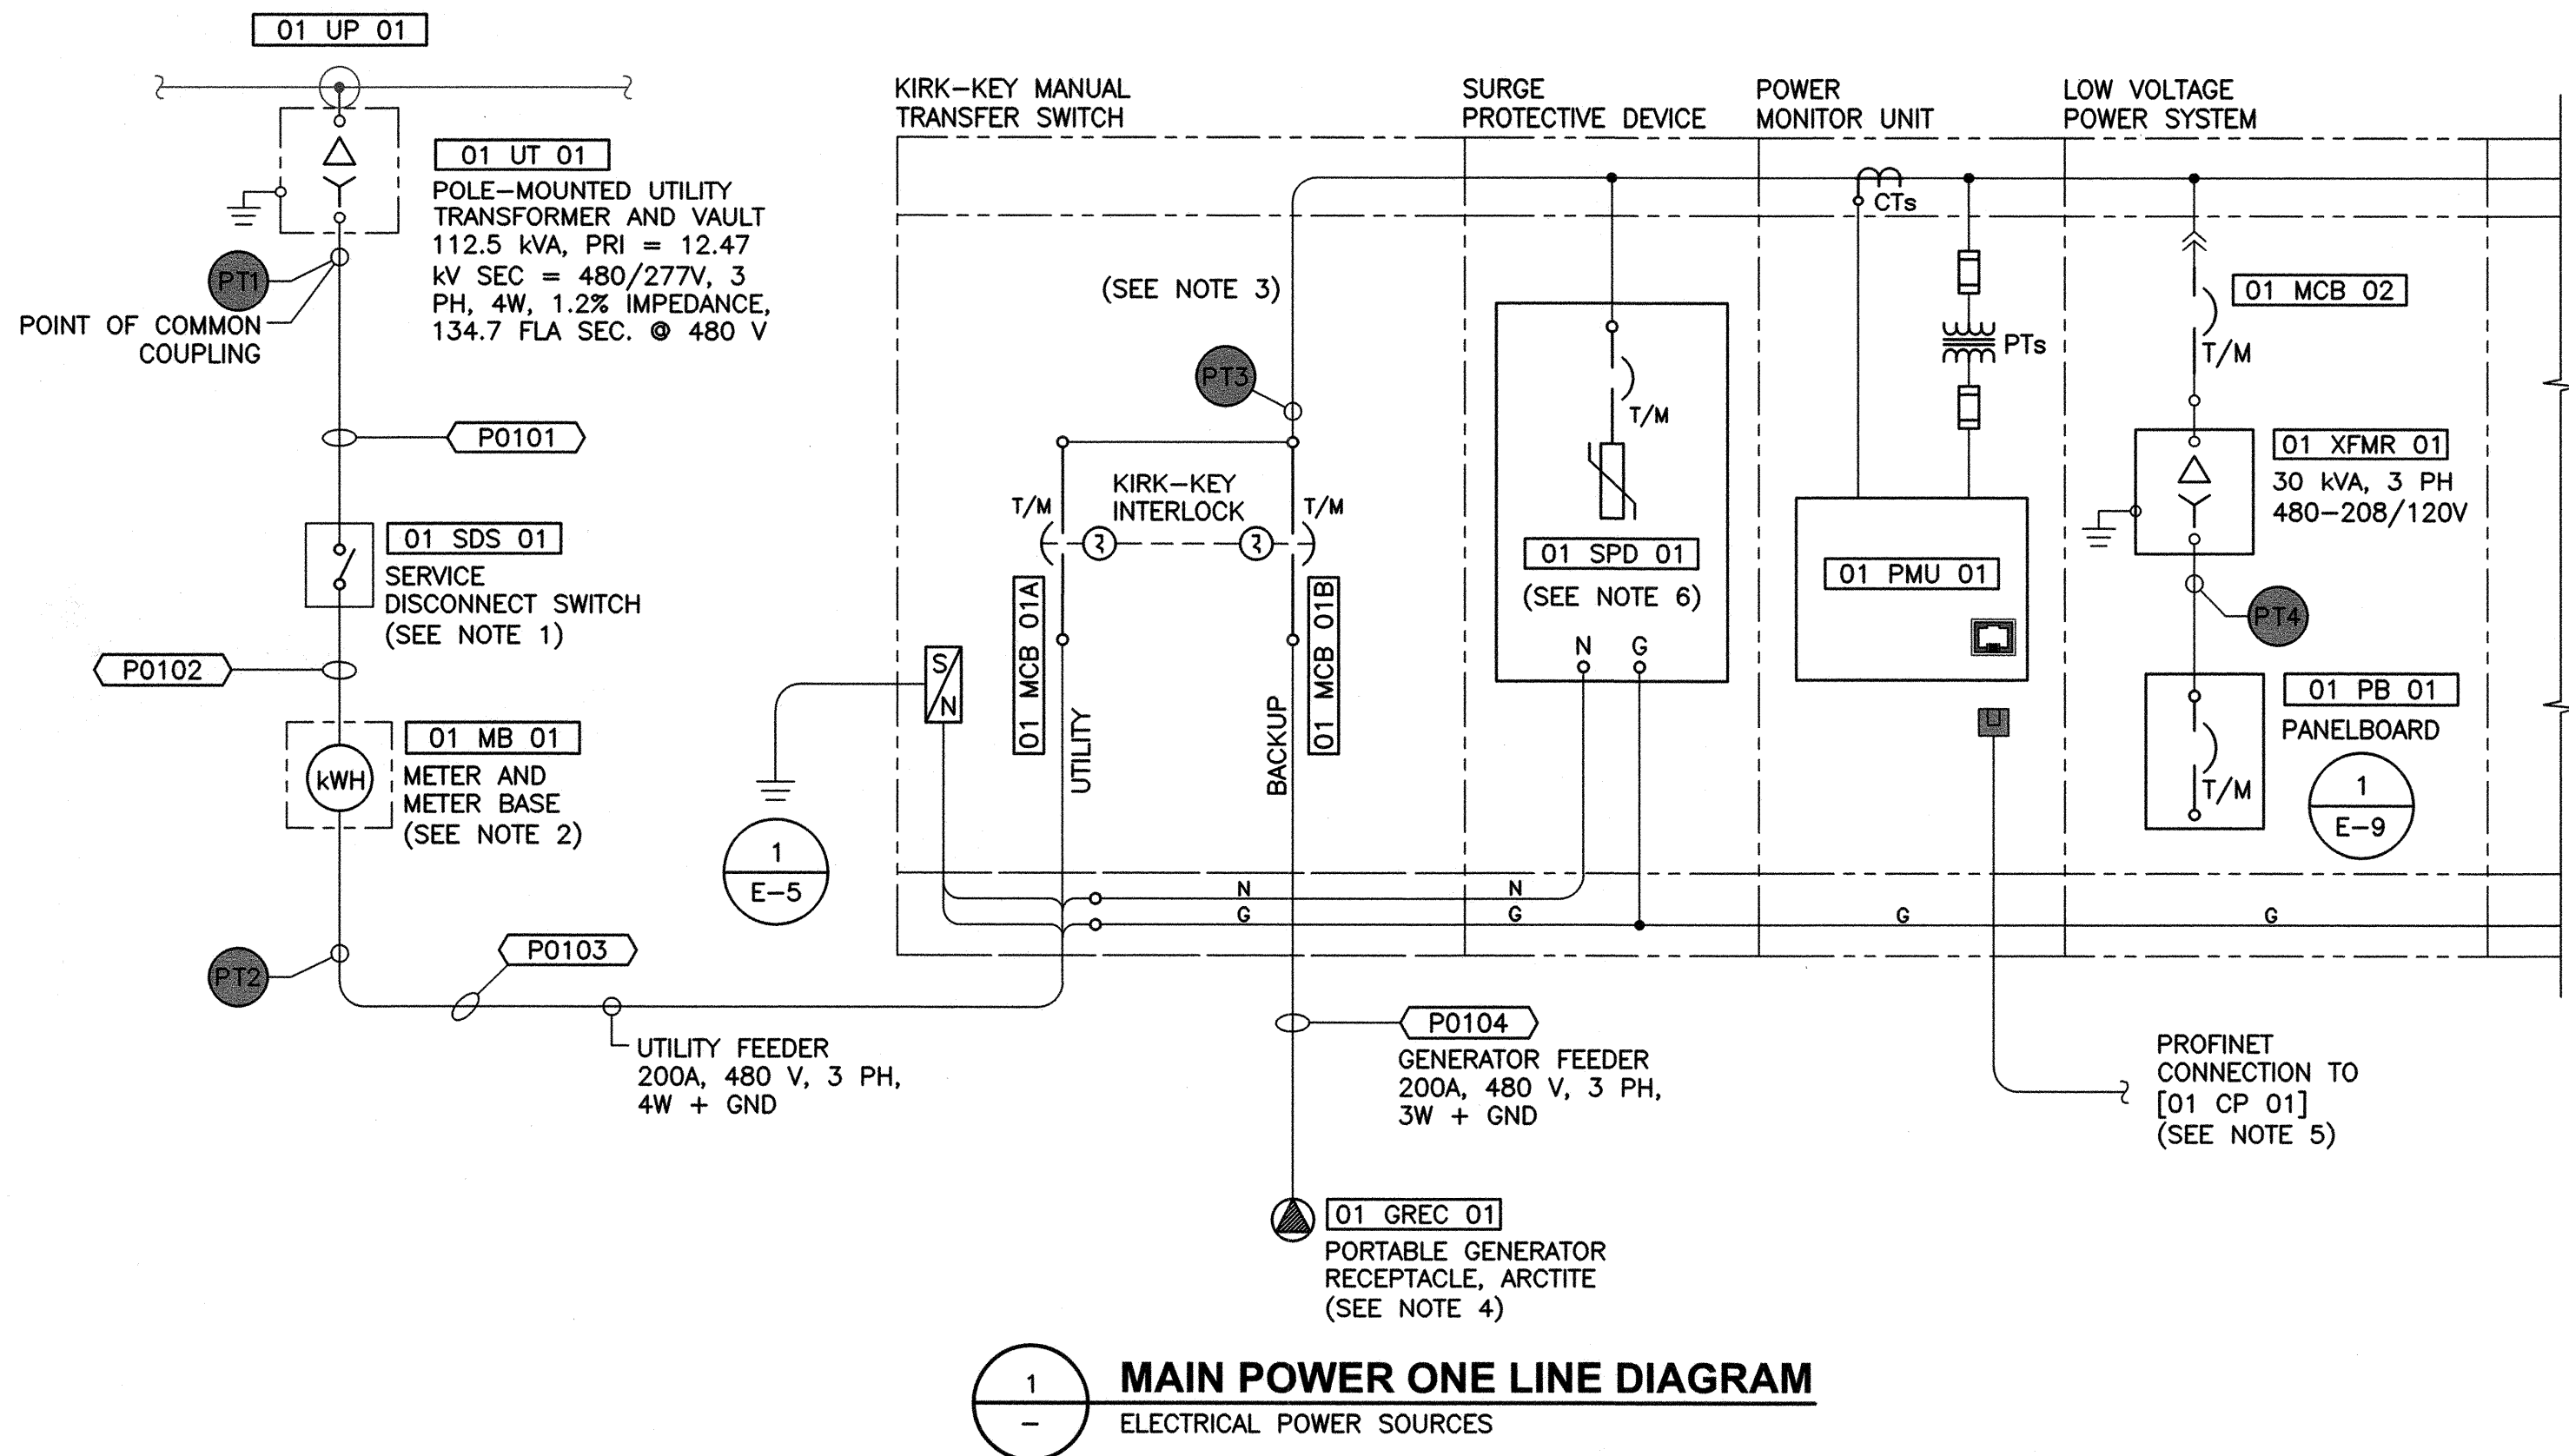 01 UP 01
01 UT 01
POLE-MOUNTED UTILITY
TRANSFORMER AND VAULT
112.5 kVA, PRI = 12.47
kV SEC = 480/277V, 3
PH, 4W, 1.2% IMPEDANCE,
134.7 FLA SEC. @ 480 V
PT1
POINT OF COMMON
COUPLING
P0101
01 SDS 01
SERVICE
DISCONNECT SWITCH
(SEE NOTE 1)
P0102
01 MB 01
kWH
METER AND
METER BASE
(SEE NOTE 2)
PT2
P0103
UTILITY FEEDER
200A, 480 V, 3 PH,
4W + GND
1
E-5
KIRK-KEY MANUAL
TRANSFER SWITCH
(SEE NOTE 3)
PT3
KIRK-KEY
INTERLOCK
T/M
T/M
01 MCB 01A
UTILITY
01 MCB 01B
BACKUP
S/N
N
G
N
G
G
G
P0104
GENERATOR FEEDER
200A, 480 V, 3 PH,
3W + GND
01 GREC 01
PORTABLE GENERATOR
RECEPTACLE, ARCTITE
(SEE NOTE 4)
SURGE
PROTECTIVE DEVICE
T/M
01 SPD 01
(SEE NOTE 6)
N G
POWER
MONITOR UNIT
CTs
PTs
01 PMU 01
PROFINET
CONNECTION TO
[01 CP 01]
(SEE NOTE 5)
LOW VOLTAGE
POWER SYSTEM
01 MCB 02
T/M
01 XFMR 01
30 kVA, 3 PH
480-208/120V
PT4
01 PB 01
PANELBOARD
T/M
1
E-9
1
-
MAIN POWER ONE LINE DIAGRAM
ELECTRICAL POWER SOURCES